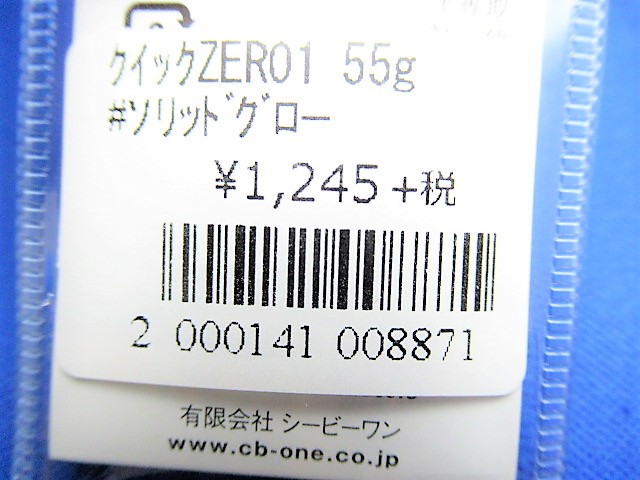 クイックZERO1 55g
#ソリッドグロー
¥1,245+税
2 000141 008871
有限会社 シービーワン
www.cb-one.co.jp